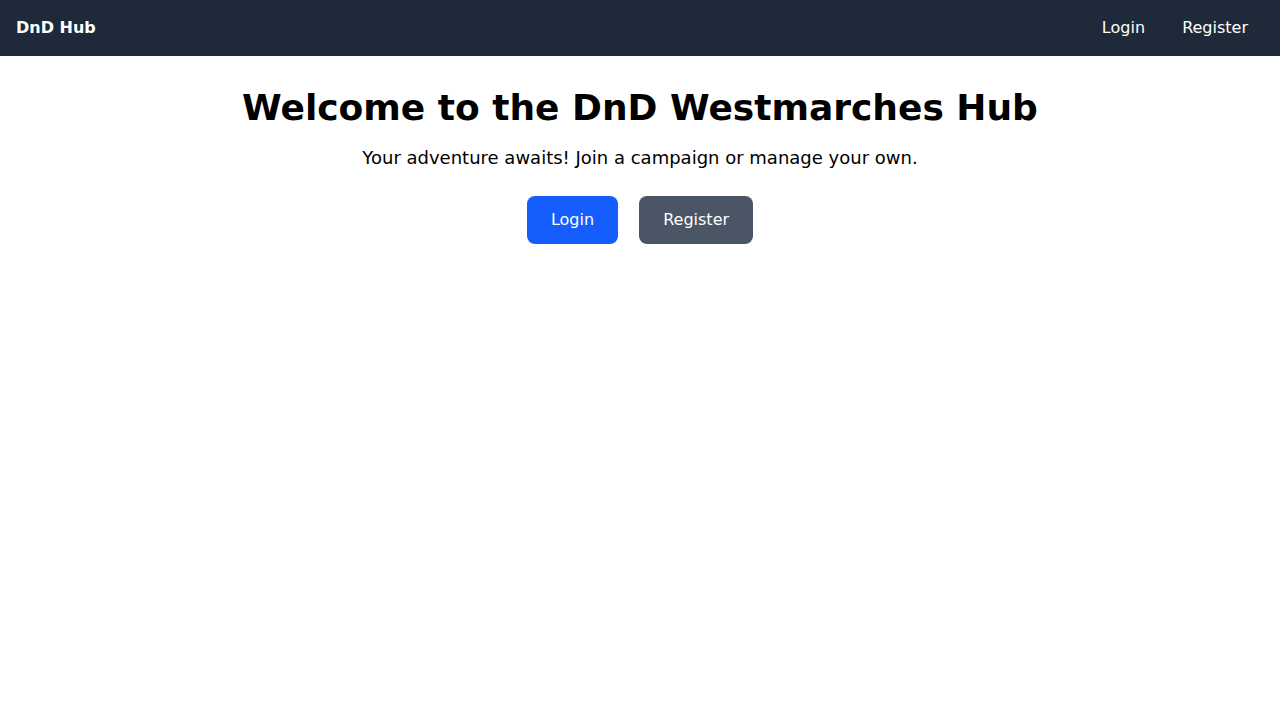 DnD Hub
Login
Register
Welcome to the DnD Westmarches Hub
Your adventure awaits! Join a campaign or manage your own.
Login
Register